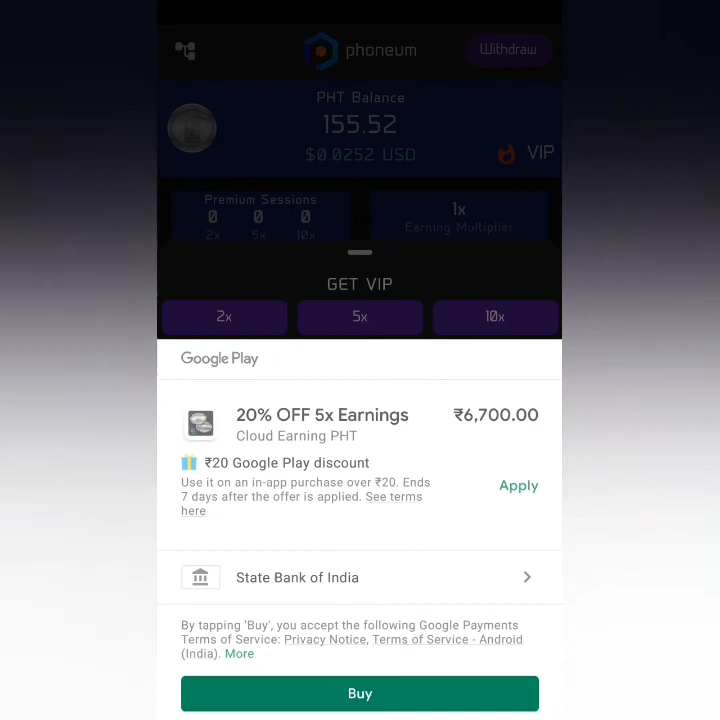 phoneum
Withdraw
PHT Balance
155.52
$0.0252 USD
VIP
Premium Sessions
0 0 0
2x 5x 10x
1x
Earning Multiplier
GET VIP
2x 5x 10x
Google Play
20% OFF 5x Earnings ₹6,700.00
Cloud Earning PHT
₹20 Google Play discount
Use it on an in-app purchase over ₹20. Ends
7 days after the offer is applied. See terms
here
Apply
State Bank of India
By tapping 'Buy', you accept the following Google Payments
Terms of Service: Privacy Notice, Terms of Service - Android
(India). More
Buy